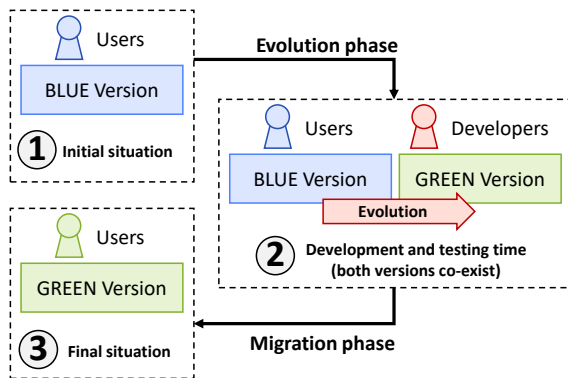 Users
BLUE Version
1 Initial situation
Evolution phase
Users
Developers
BLUE Version
GREEN Version
Evolution
2 Development and testing time
(both versions co-exist)
Migration phase
Users
GREEN Version
3 Final situation